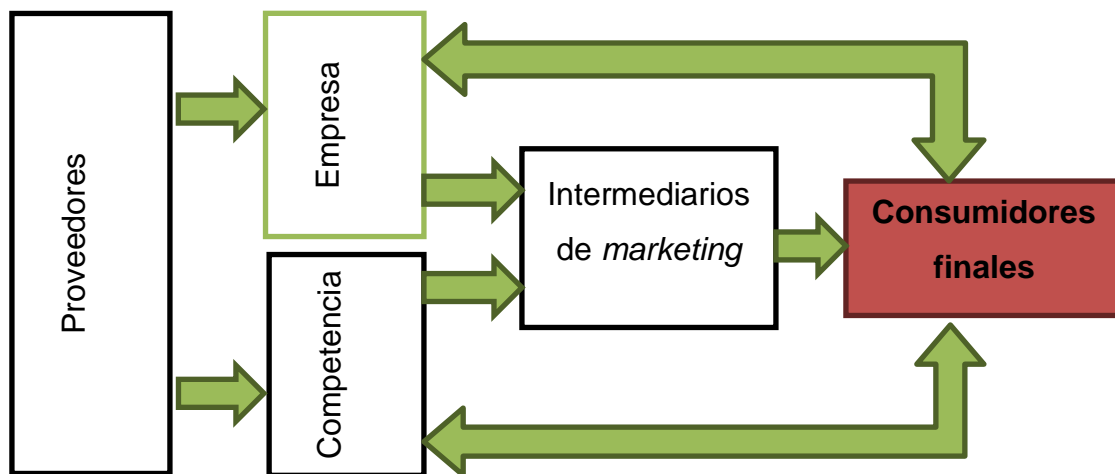 Proveedores
Empresa
Competencia
Intermediarios
de marketing
Consumidores
finales